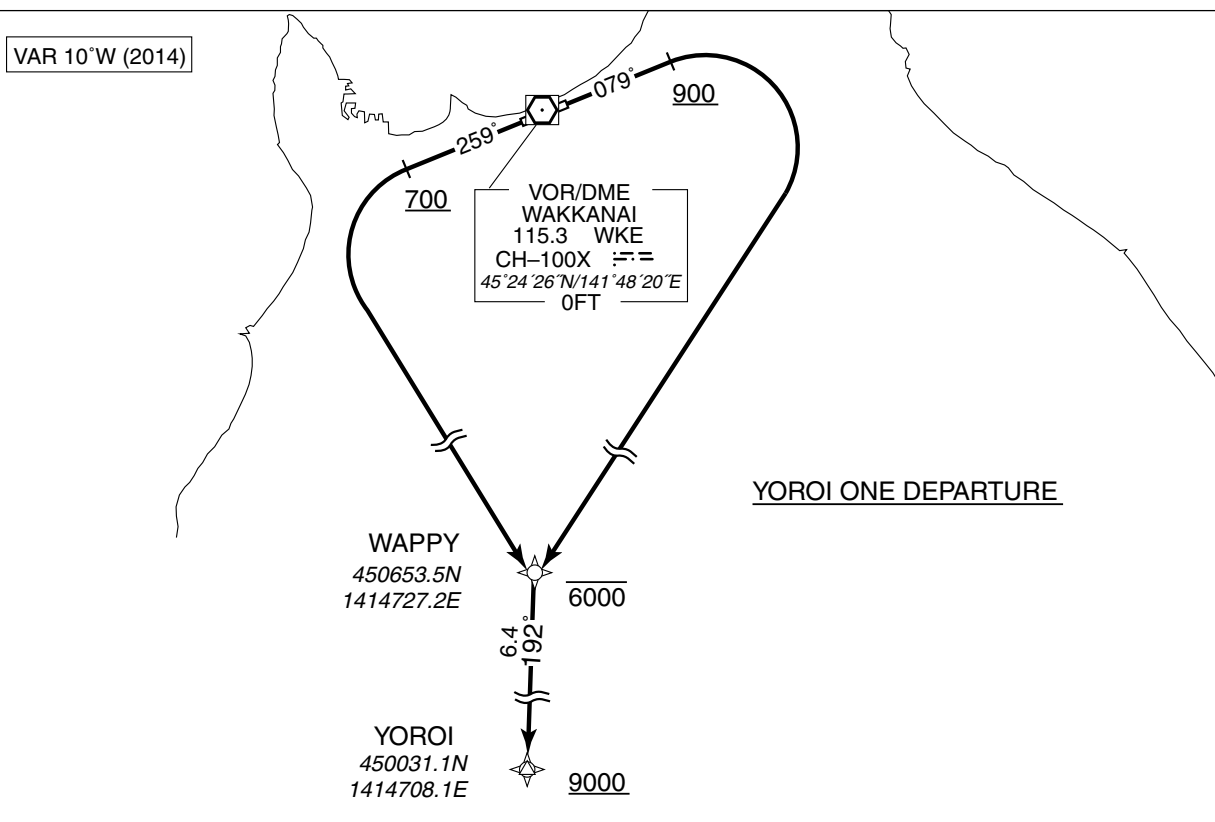 VAR 10°W (2014)
079°
900
259°
700
VOR/DME
WAKKANAI
115.3 WKE
CH–100X
45°24′26″N/141°48′20″E
0FT
YOROI ONE DEPARTURE
WAPPY
450653.5N
1414727.2E
6000
6.4
192°
YOROI
450031.1N
1414708.1E
9000